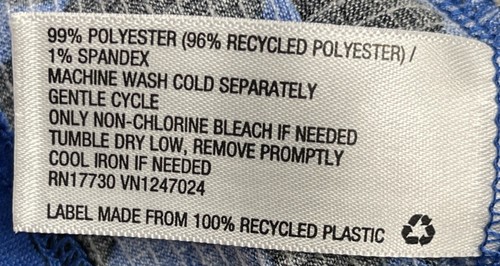 99% POLYESTER (96% RECYCLED POLYESTER) /
1% SPANDEX
MACHINE WASH COLD SEPARATELY
GENTLE CYCLE
ONLY NON-CHLORINE BLEACH IF NEEDED
TUMBLE DRY LOW, REMOVE PROMPTLY
COOL IRON IF NEEDED
RN17730 VN1247024
LABEL MADE FROM 100% RECYCLED PLASTIC